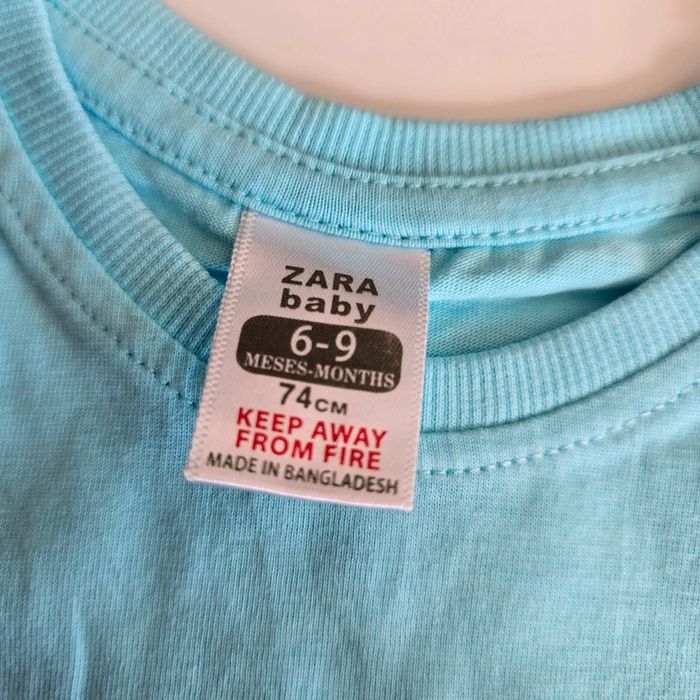 ZARA
baby
6-9
MESES-MONTHS
74CM
KEEP AWAY
FROM FIRE
MADE IN BANGLADESH